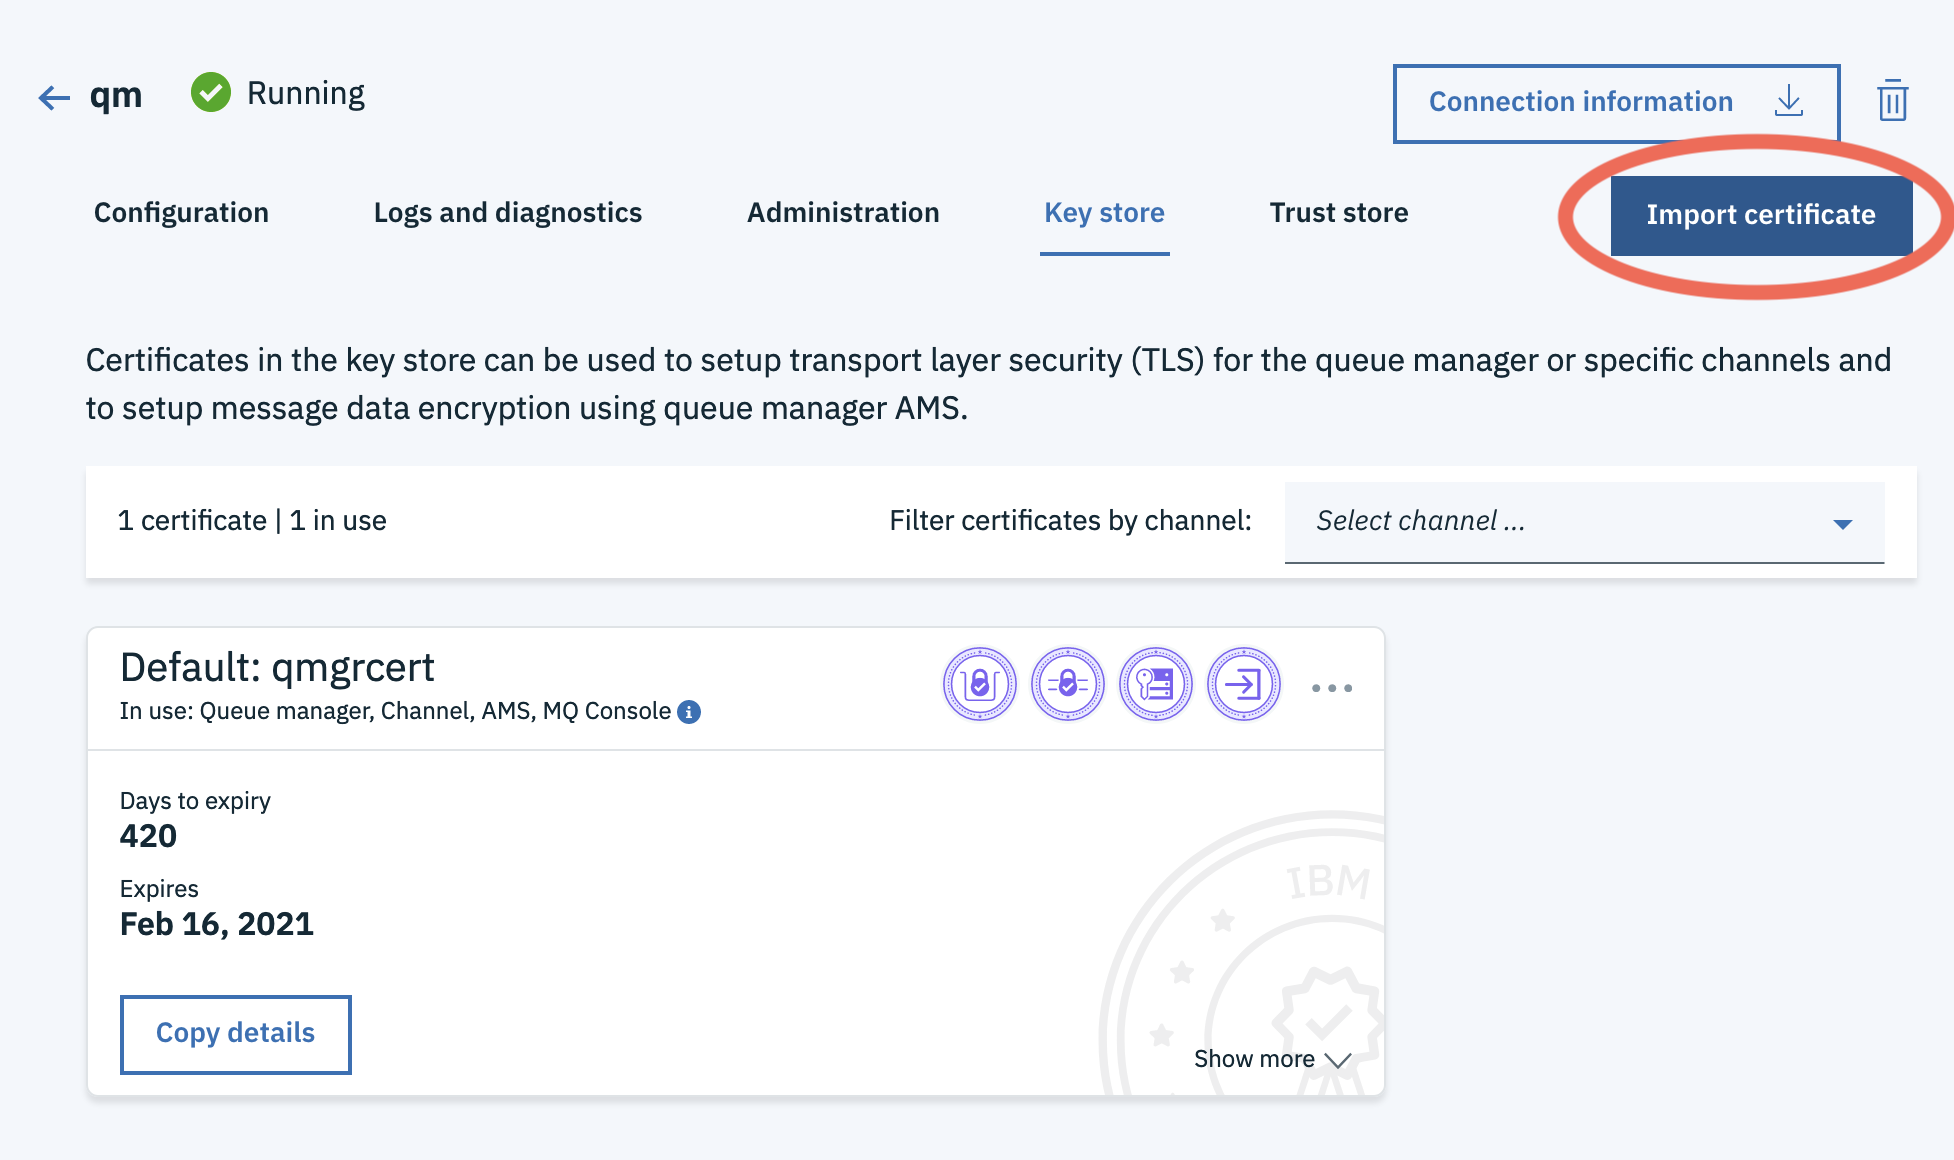 qm
Running
Connection information
Configuration
Logs and diagnostics
Administration
Key store
Trust store
Import certificate
Certificates in the key store can be used to setup transport layer security (TLS) for the queue manager or specific channels and
to setup message data encryption using queue manager AMS.
1 certificate | 1 in use
Filter certificates by channel:
Select channel ...
Default: qmgrcert
In use: Queue manager, Channel, AMS, MQ Console
Days to expiry
420
Expires
Feb 16, 2021
IBM
Copy details
Show more